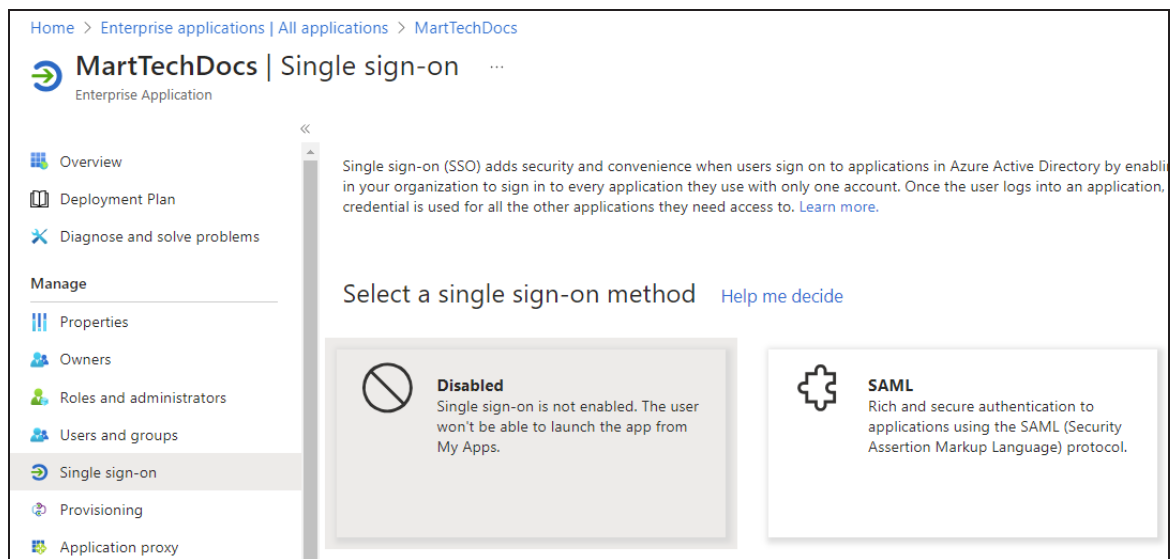 Home > Enterprise applications | All applications > MartTechDocs
MartTechDocs | Single sign-on ...
Enterprise Application
«
Overview
Deployment Plan
Diagnose and solve problems
Manage
Properties
Owners
Roles and administrators
Users and groups
Single sign-on
Provisioning
Application proxy
Single sign-on (SSO) adds security and convenience when users sign on to applications in Azure Active Directory by enabli
in your organization to sign in to every application they use with only one account. Once the user logs into an application,
credential is used for all the other applications they need access to. Learn more.
Select a single sign-on method Help me decide
Disabled
Single sign-on is not enabled. The user
won't be able to launch the app from
My Apps.
SAML
Rich and secure authentication to
applications using the SAML (Security
Assertion Markup Language) protocol.